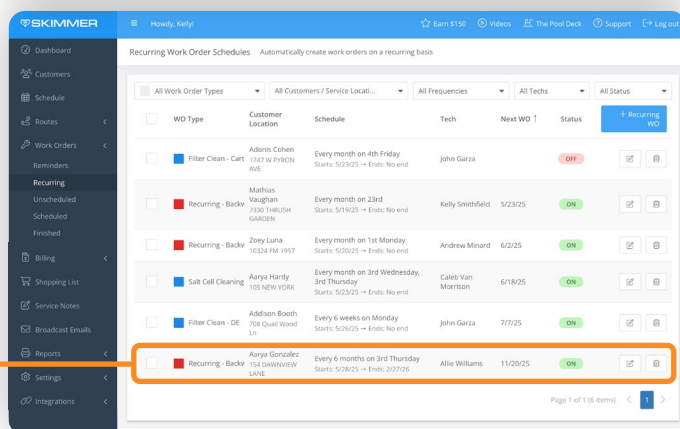 SKIMMER
Howdy, Kelly!
Earn $150 Videos The Pool Deck Support Log out
Dashboard
Customers
Schedule
Routes
Work Orders
Reminders
Recurring
Unscheduled
Scheduled
Finished
Billing
Shopping List
Service Notes
Broadcast Emails
Reports
Settings
Integrations
Recurring Work Order Schedules Automatically create work orders on a recurring basis
All Work Order Types All Customers / Service Locati... All Frequencies All Techs All Status
WO Type Customer Location Schedule Tech Next WO ↑ Status + Recurring WO
Filter Clean - Cart Adonis Cohen Every month on 4th Friday John Garza OFF
1747 W PYRON AVE Starts: 5/23/25 → Ends: No end
Recurring - Backw Mathias Vaughan Every month on 23rd Kelly Smithfield 5/23/25 ON
7330 THRUSH GARDEN Starts: 5/19/25 → Ends: No end
Recurring - Backw Zoey Luna Every month on 1st Monday Andrew Minard 6/2/25 ON
10324 FM 1957 Starts: 5/20/25 → Ends: No end
Salt Cell Cleaning Aarya Hardy Every month on 3rd Wednesday, 3rd Thursday Caleb Van Morrison 6/18/25 ON
105 NEW YORK Starts: 5/23/25 → Ends: No end
Filter Clean - DE Addison Booth Every 6 weeks on Monday John Garza 7/7/25 ON
708 Quail Wood Ln Starts: 5/26/25 → Ends: No end
Recurring - Backw Aarya Gonzalez Every 6 months on 3rd Thursday Allie Williams 11/20/25 ON
154 DAWNVIEW LANE Starts: 5/28/25 → Ends: 2/27/26
Page 1 of 1 (6 items) < 1 >